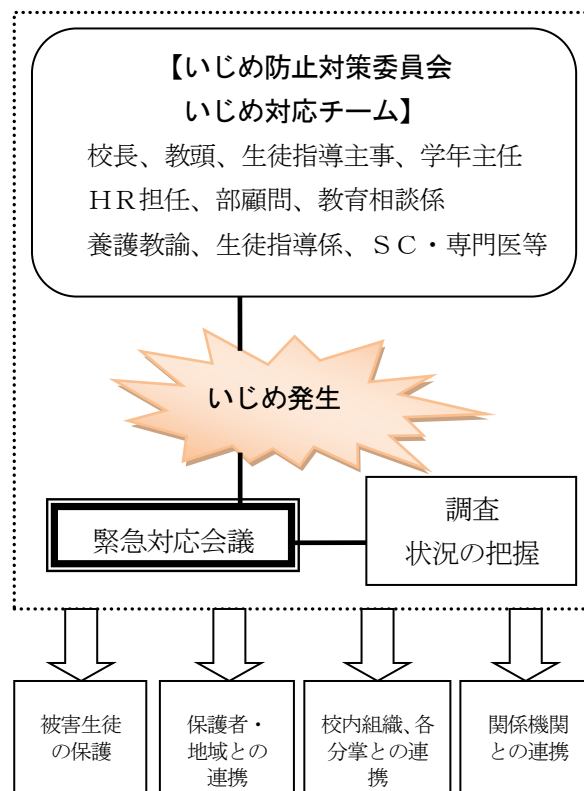 【いじめ防止対策委員会
いじめ対応チーム】
校長、教頭、生徒指導主事、学年主任
ＨＲ担任、部顧問、教育相談係
養護教諭、生徒指導係、ＳＣ・専門医等
いじめ発生
緊急対応会議
調査
状況の把握
被害生徒
の保護
保護者・
地域との
連携
校内組織、各
分掌との連
携
関係機関
との連携